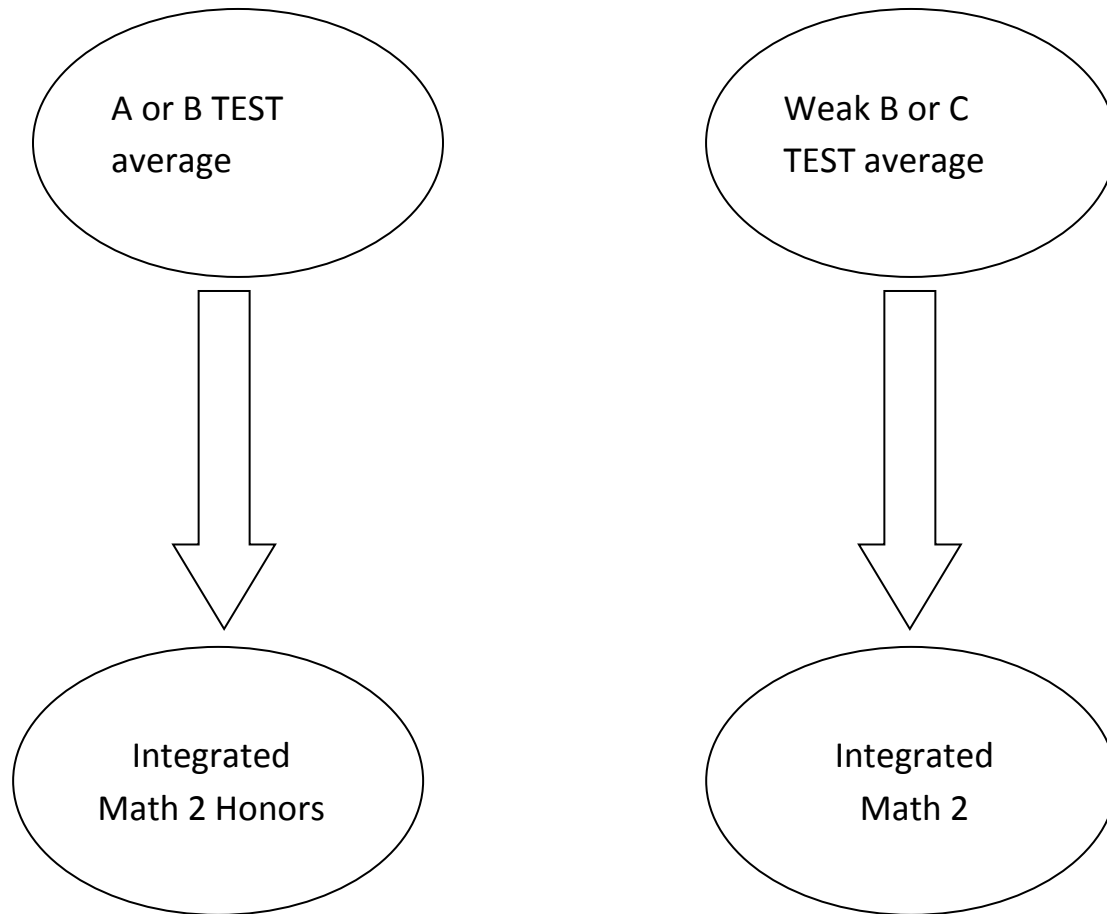 A or B TEST
average
Weak B or C
TEST average
Integrated
Math 2 Honors
Integrated
Math 2